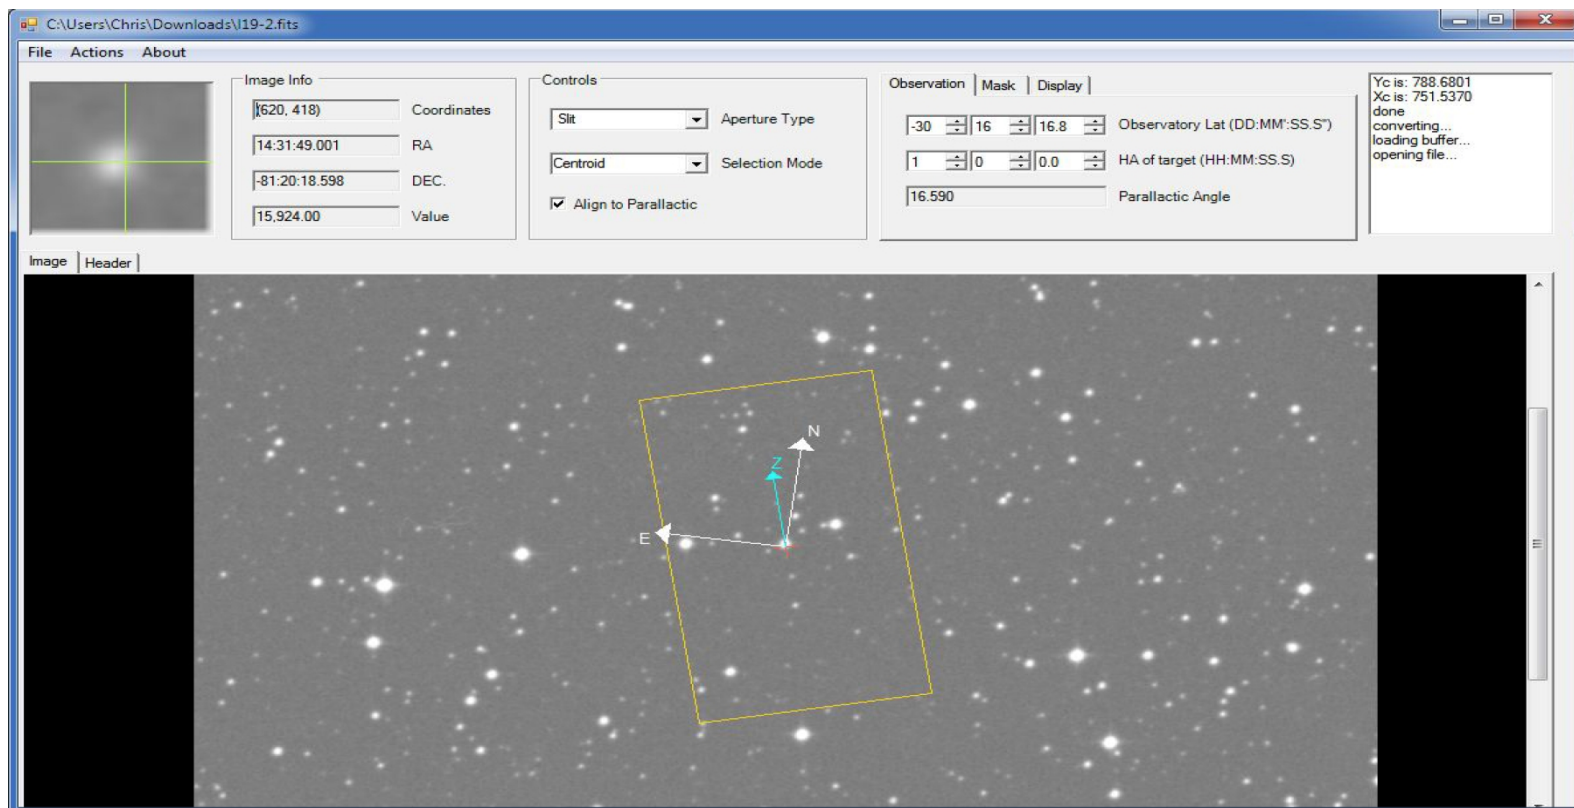 C:\Users\Chris\Downloads\I19-2.fits
File Actions About
Image Info
(620, 418) Coordinates
14:31:49.001 RA
-81:20:18.598 DEC.
15,924.00 Value
Controls
Slit Aperture Type
Centroid Selection Mode
Align to Parallactic
Observation Mask Display
-30 16 16.8 Observatory Lat (DD:MM':SS.S")
1 0 0.0 HA of target (HH:MM:SS.S)
16.590 Parallactic Angle
Yc is: 788.6801
Xc is: 751.5370
done
converting...
loading buffer...
opening file...
Image Header
N
Z
E